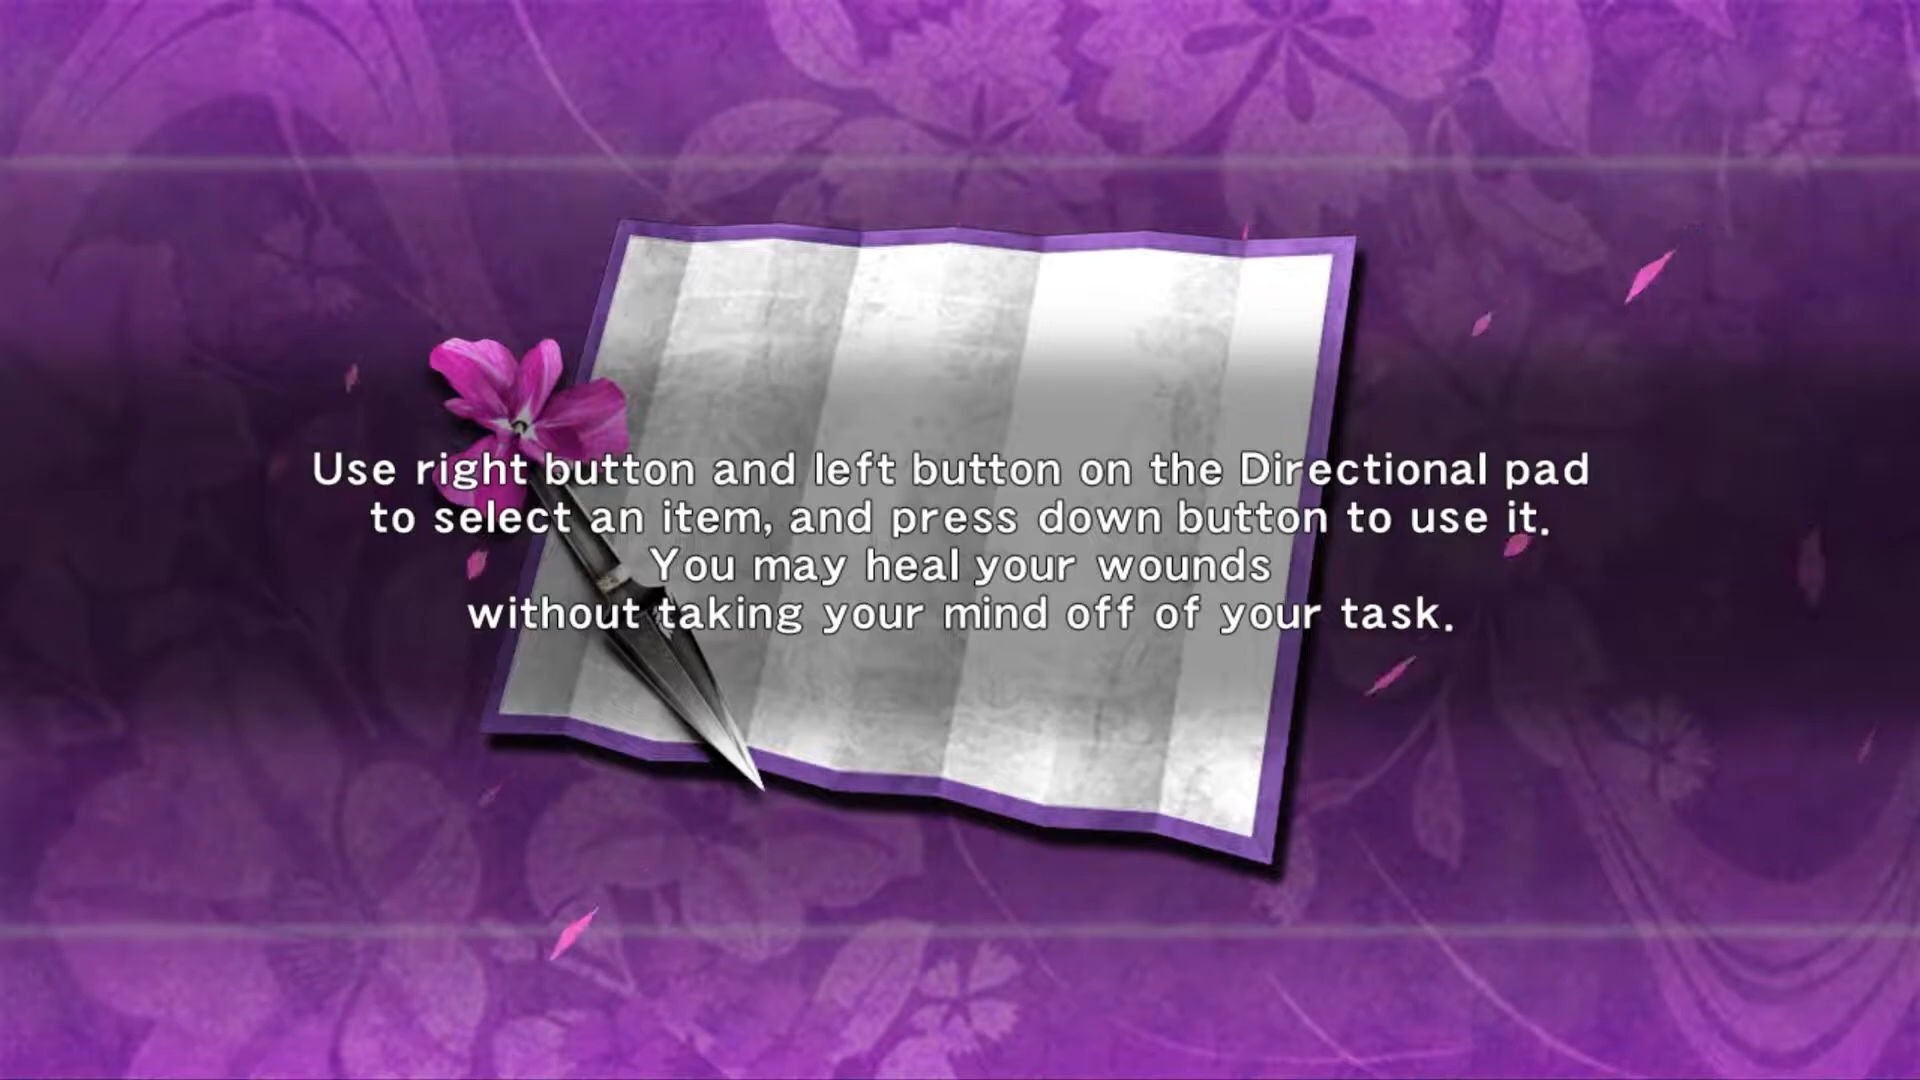 Use right button and left button on the Directional pad
to select an item, and press down button to use it.
You may heal your wounds
without taking your mind off of your task.